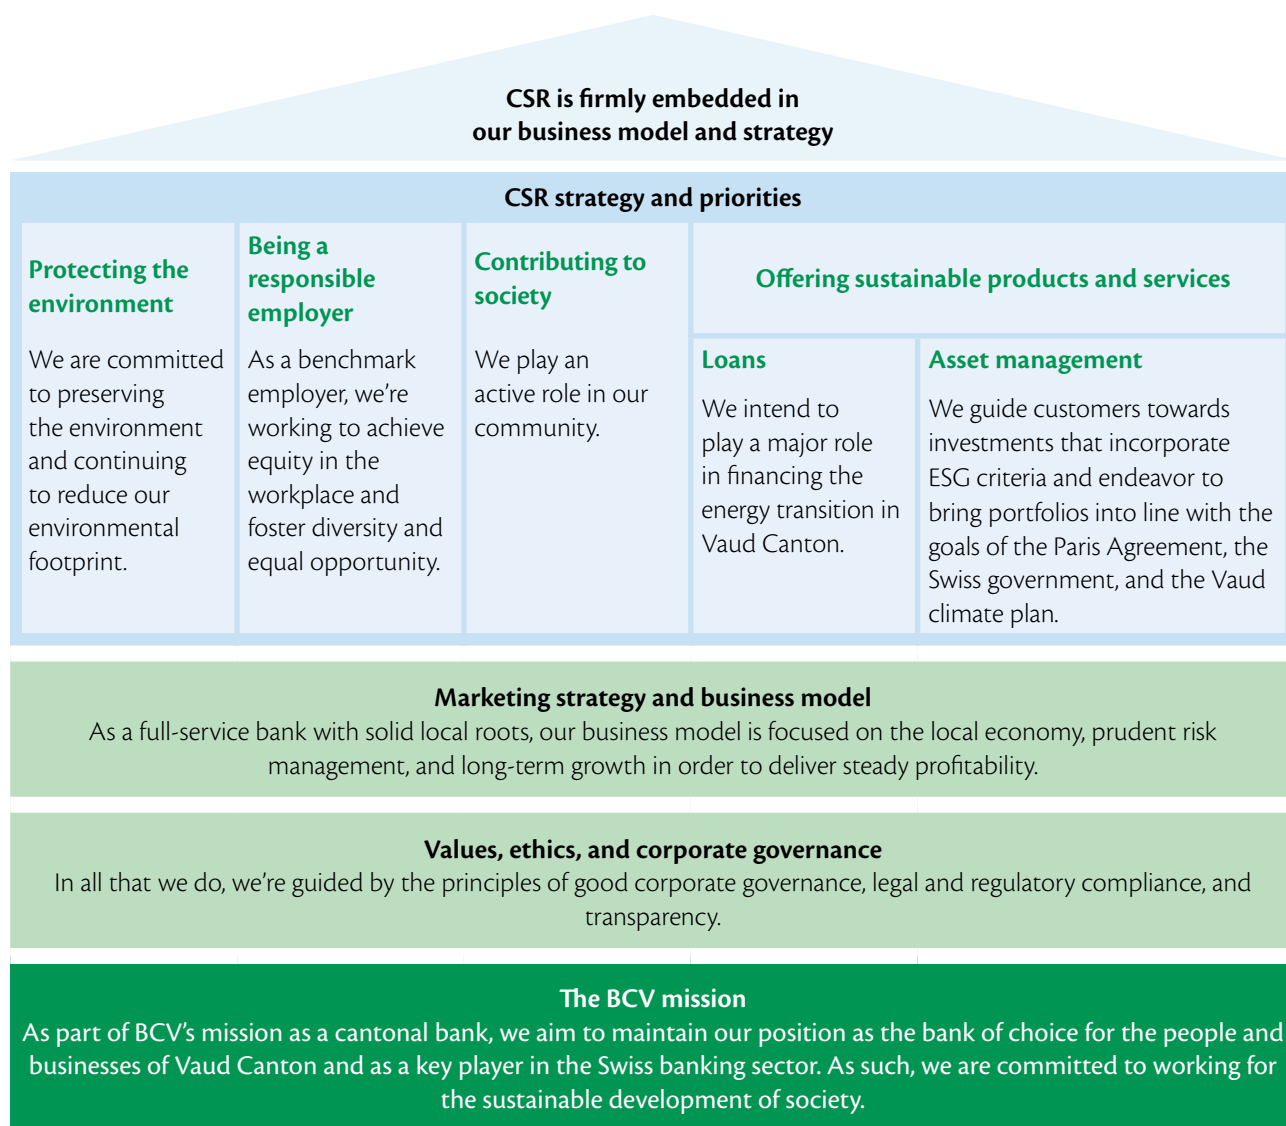 CSR is firmly embedded in
our business model and strategy
CSR strategy and priorities
Protecting the
environment
We are committed
to preserving
the environment
and continuing
to reduce our
environmental
footprint.
Being a
responsible
employer
As a benchmark
employer, we’re
working to achieve
equity in the
workplace and
foster diversity and
equal opportunity.
Contributing to
society
We play an
active role in our
community.
Offering sustainable products and services
Loans
We intend to
play a major role
in financing the
energy transition in
Vaud Canton.
Asset management
We guide customers towards
investments that incorporate
ESG criteria and endeavor to
bring portfolios into line with the
goals of the Paris Agreement, the
Swiss government, and the Vaud
climate plan.
Marketing strategy and business model
As a full-service bank with solid local roots, our business model is focused on the local economy, prudent risk
management, and long-term growth in order to deliver steady profitability.
Values, ethics, and corporate governance
In all that we do, we’re guided by the principles of good corporate governance, legal and regulatory compliance, and
transparency.
The BCV mission
As part of BCV’s mission as a cantonal bank, we aim to maintain our position as the bank of choice for the people and
businesses of Vaud Canton and as a key player in the Swiss banking sector. As such, we are committed to working for
the sustainable development of society.